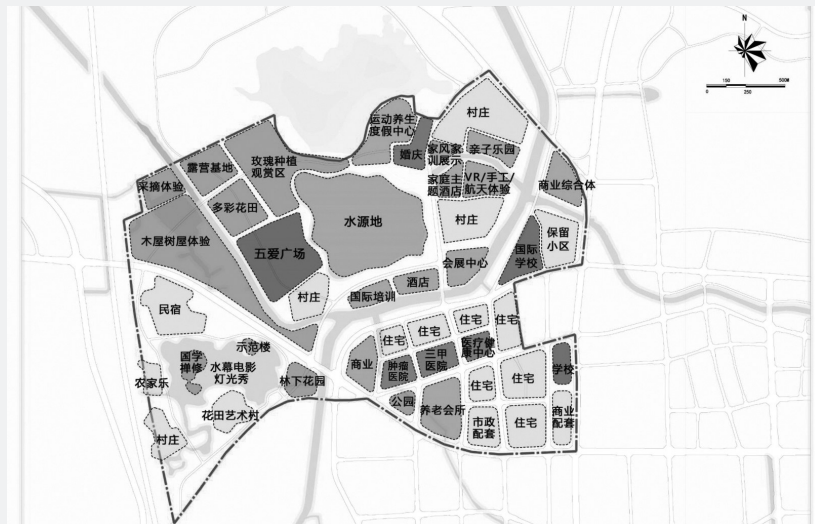 N
150
500M
0
250
村庄
运动养生
度假中心
婚庆
家风家
训展示
亲子乐园
玫瑰种植
观赏区
露营基地
采摘体验
家庭主
题酒店
VR/手工/
航天体验
商业综合体
多彩花田
水源地
村庄
保留
小区
木屋树屋体验
五爱广场
国际
学校
会展中心
酒店
国际培训
村庄
民宿
住宅
住宅
住宅
住宅
示范楼
医疗健
康中心
三甲
医院
肿瘤
医院
商业
国学
禅修
水幕电影
灯光秀
林下花园
农家乐
住宅
住宅
学校
公园
养老会所
花田艺术村
市政
配套
住宅
商业
配套
村庄